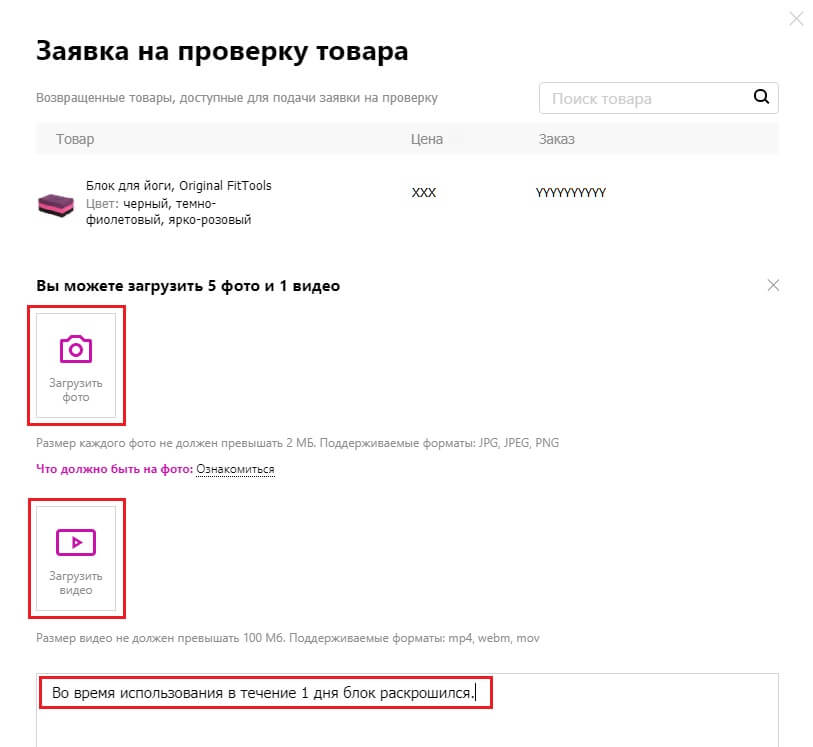 Заявка на проверку товара
Возвращенные товары, доступные для подачи заявки на проверку
Поиск товара
Товар Цена Заказ
Блок для йоги, Original FitTools
Цвет: черный, темно-
фиолетовый, ярко-розовый
XXX
YYYYYYYYYY
Вы можете загрузить 5 фото и 1 видео
Загрузить
фото
Размер каждого фото не должен превышать 2 МБ. Поддерживаемые форматы: JPG, JPEG, PNG
Что должно быть на фото: Ознакомиться
Загрузить
видео
Размер видео не должен превышать 100 Мб. Поддерживаемые форматы: mp4, webm, mov
Во время использования в течение 1 дня блок раскрошился.